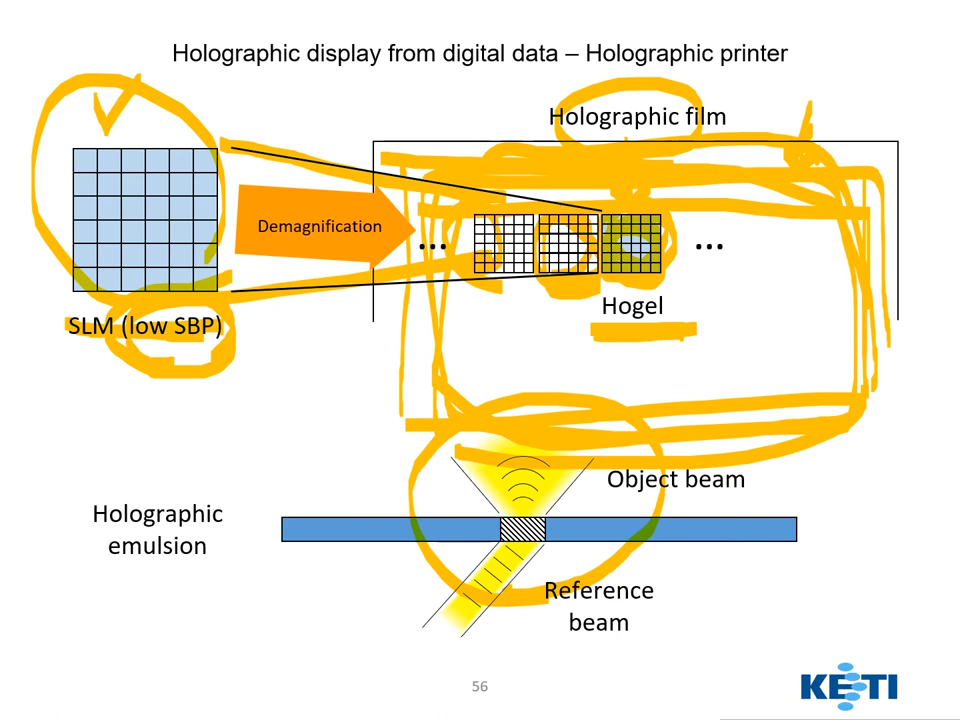 Holographic display from digital data – Holographic printer
Holographic film
Demagnification
...
...
Hogel
SLM (low SBP)
Object beam
Holographic
emulsion
Reference
beam
56
KETI